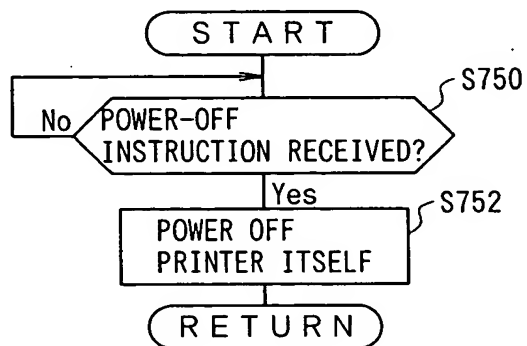 START
S750
No
POWER-OFF
INSTRUCTION RECEIVED?
Yes
S752
POWER OFF
PRINTER ITSELF
RETURN